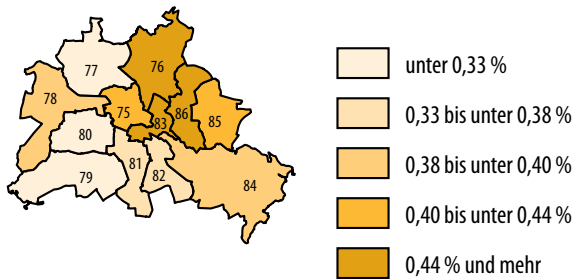 76
77
78
75
83
86
85
80
81
82
79
84
unter 0,33 %
0,33 bis unter 0,38 %
0,38 bis unter 0,40 %
0,40 bis unter 0,44 %
0,44 % und mehr